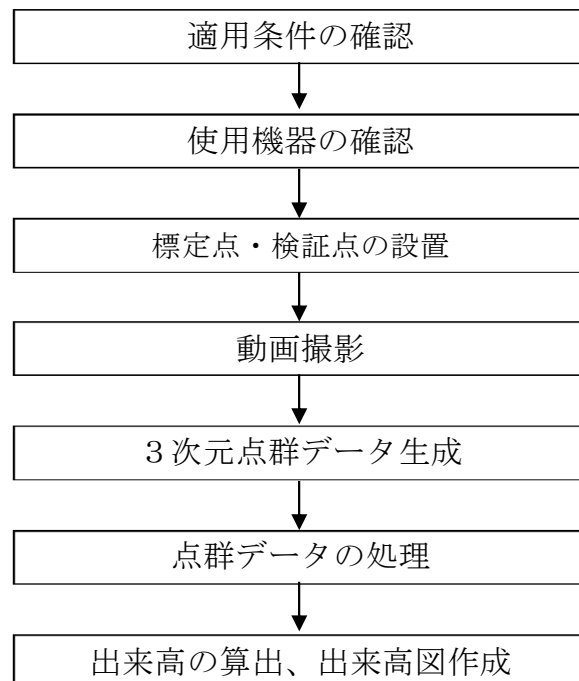 適用条件の確認
使用機器の確認
標定点・検証点の設置
動画撮影
３次元点群データ生成
点群データの処理
出来高の算出、出来高図作成